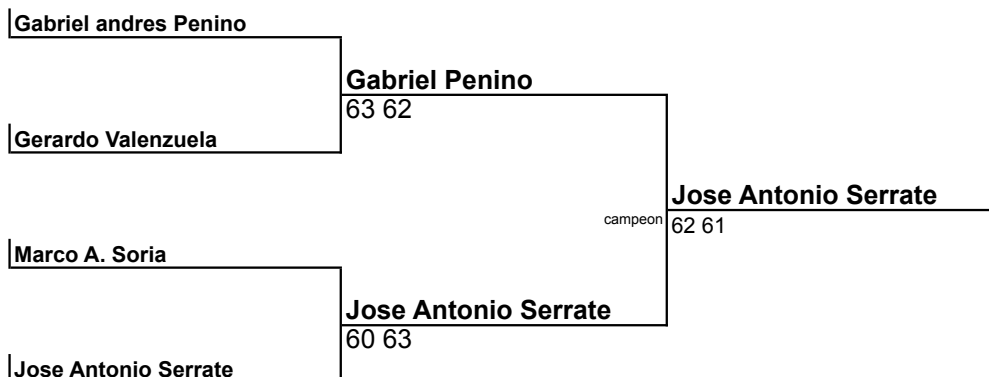 Gabriel andres Penino
Gabriel Penino
63 62
Gerardo Valenzuela
Jose Antonio Serrate
campeon
62 61
Marco A. Soria
Jose Antonio Serrate
60 63
Jose Antonio Serrate